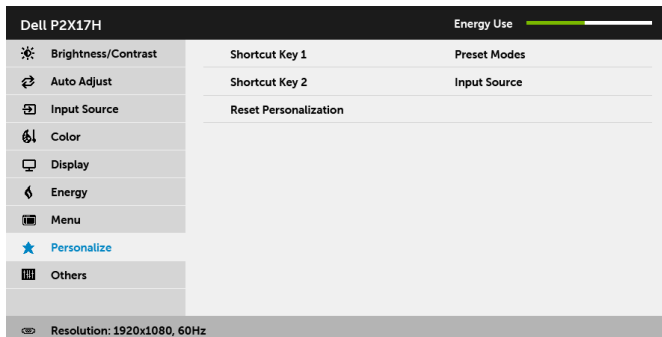 Dell P2X17H Energy Use
Brightness/Contrast Shortcut Key 1 Preset Modes
Auto Adjust Shortcut Key 2 Input Source
Input Source Reset Personalization
Color
Display
Energy
Menu
Personalize
Others
Resolution: 1920x1080, 60Hz